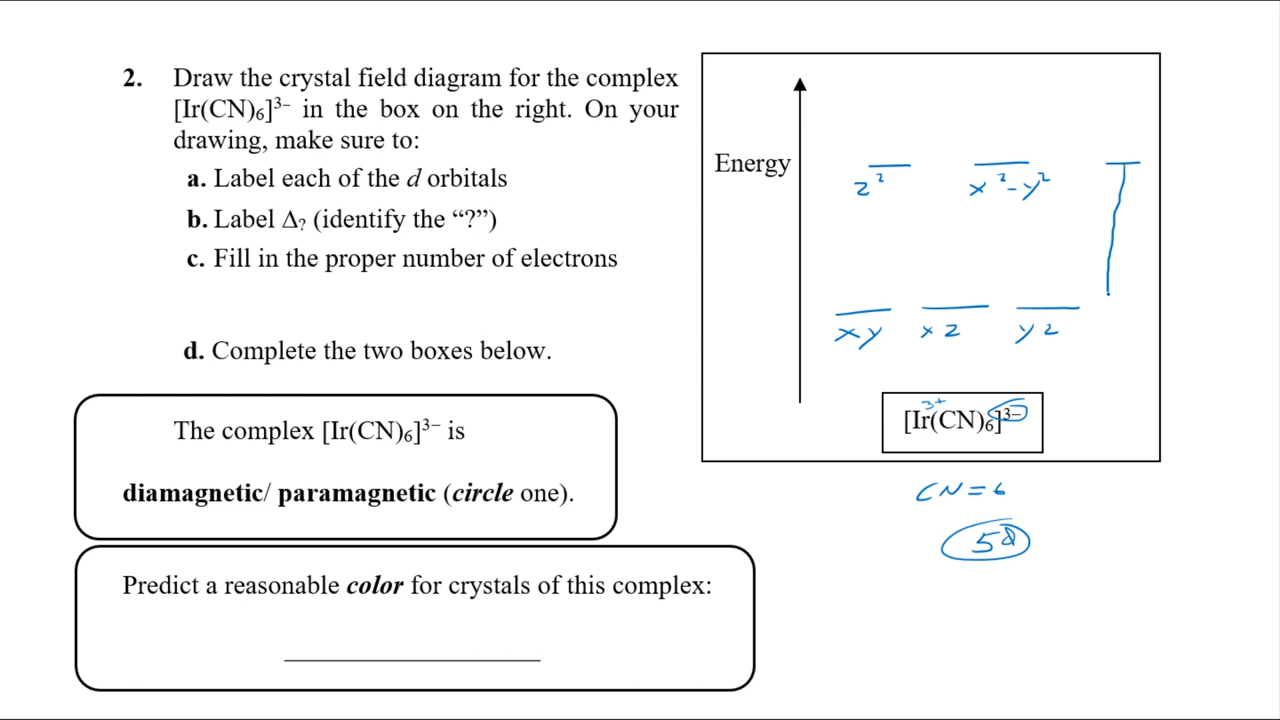 2. Draw the crystal field diagram for the complex
[Ir(CN)₆]³⁻ in the box on the right. On your
drawing, make sure to:
a. Label each of the d orbitals
b. Label Δ? (identify the “?”)
c. Fill in the proper number of electrons
d. Complete the two boxes below.
The complex [Ir(CN)₆]³⁻ is
diamagnetic/ paramagnetic (circle one).
Predict a reasonable color for crystals of this complex:
Energy
z² x²-y²
xy xz yz
3+
[Ir(CN)₆]³⁻
CN=6
5d